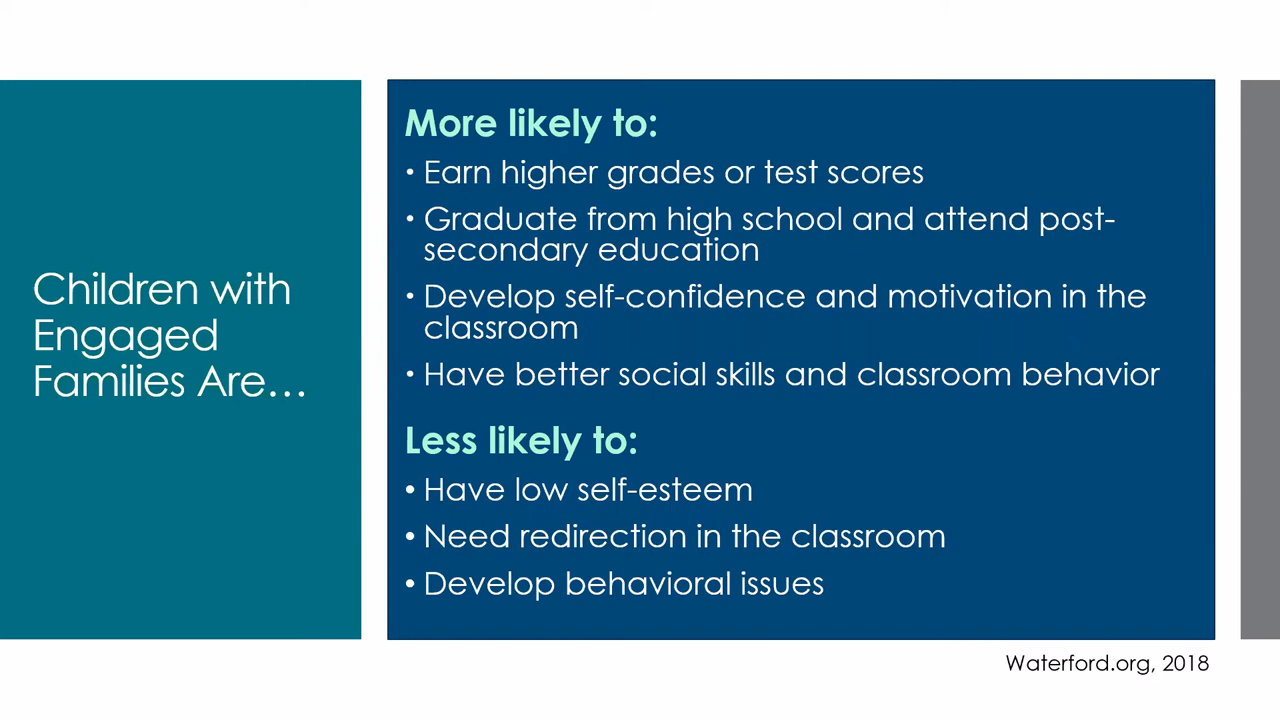 Children with
Engaged
Families Are...
More likely to:
• Earn higher grades or test scores
• Graduate from high school and attend post-
secondary education
• Develop self-confidence and motivation in the
classroom
• Have better social skills and classroom behavior
Less likely to:
• Have low self-esteem
• Need redirection in the classroom
• Develop behavioral issues
Waterford.org, 2018